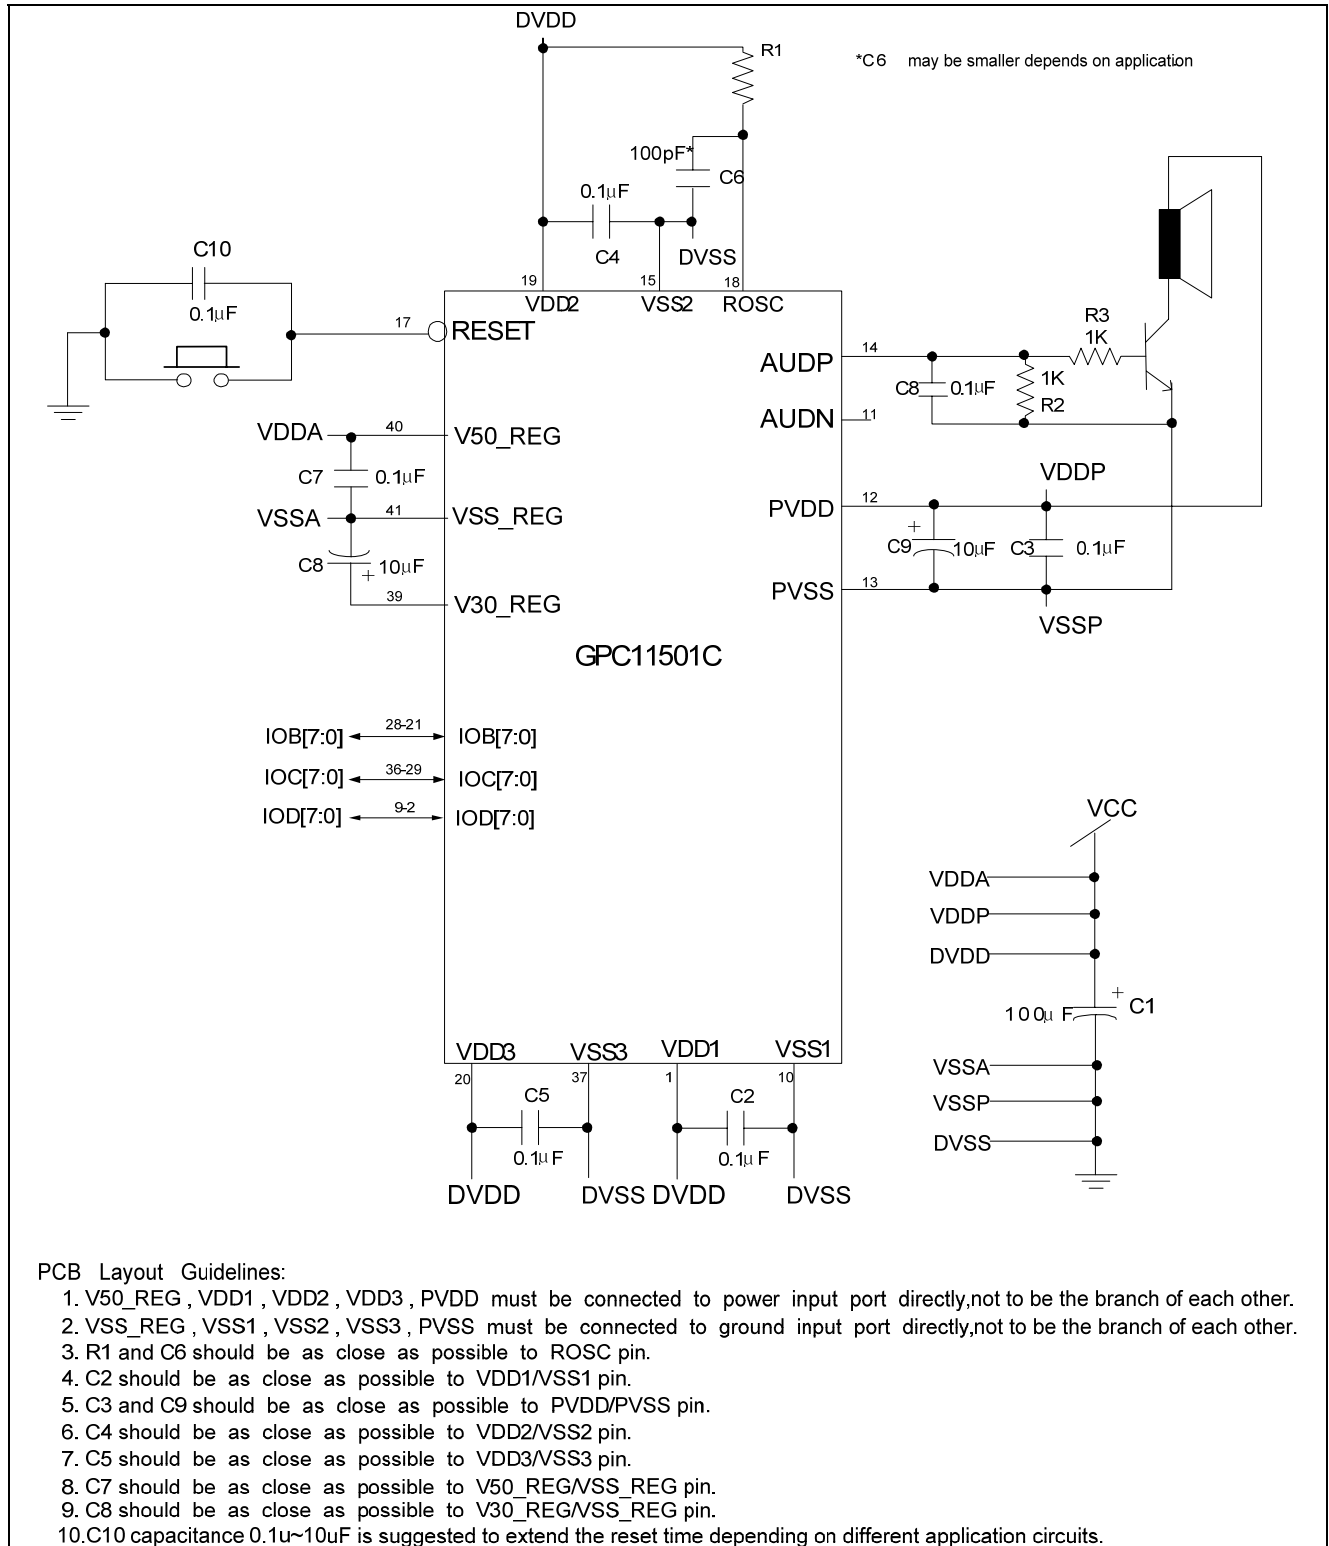 DVDD
R1
*C6 may be smaller depends on application
100pF*
C6
0.1μF
C4
DVSS
C10
0.1μF
19
15
18
VDD2
VSS2
ROSC
17
RESET
R3
1K
AUDP
14
C8
0.1μF
1K
R2
AUDN
11
VDDA
40
V50_REG
C7
0.1μF
VSSA
41
VSS_REG
C8
+
10μF
39
V30_REG
VDDP
PVDD
12
+
C9
10μF
C3
0.1μF
PVSS
13
VSSP
GPC11501C
IOB[7:0]
28-21
IOB[7:0]
IOC[7:0]
36-29
IOC[7:0]
IOD[7:0]
9-2
IOD[7:0]
VCC
VDDA
VDDP
DVDD
+
100μF
C1
VSSA
VSSP
DVSS
VDD3
VSS3
VDD1
VSS1
20
37
1
10
C5
C2
0.1μF
0.1μF
DVDD
DVSS
DVDD
DVSS
PCB Layout Guidelines:
1. V50_REG , VDD1 , VDD2 , VDD3 , PVDD must be connected to power input port directly,not to be the branch of each other.
2. VSS_REG , VSS1 , VSS2 , VSS3 , PVSS must be connected to ground input port directly,not to be the branch of each other.
3. R1 and C6 should be as close as possible to ROSC pin.
4. C2 should be as close as possible to VDD1/VSS1 pin.
5. C3 and C9 should be as close as possible to PVDD/PVSS pin.
6. C4 should be as close as possible to VDD2/VSS2 pin.
7. C5 should be as close as possible to VDD3/VSS3 pin.
8. C7 should be as close as possible to V50_REG/VSS_REG pin.
9. C8 should be as close as possible to V30_REG/VSS_REG pin.
10.C10 capacitance 0.1u~10uF is suggested to extend the reset time depending on different application circuits.